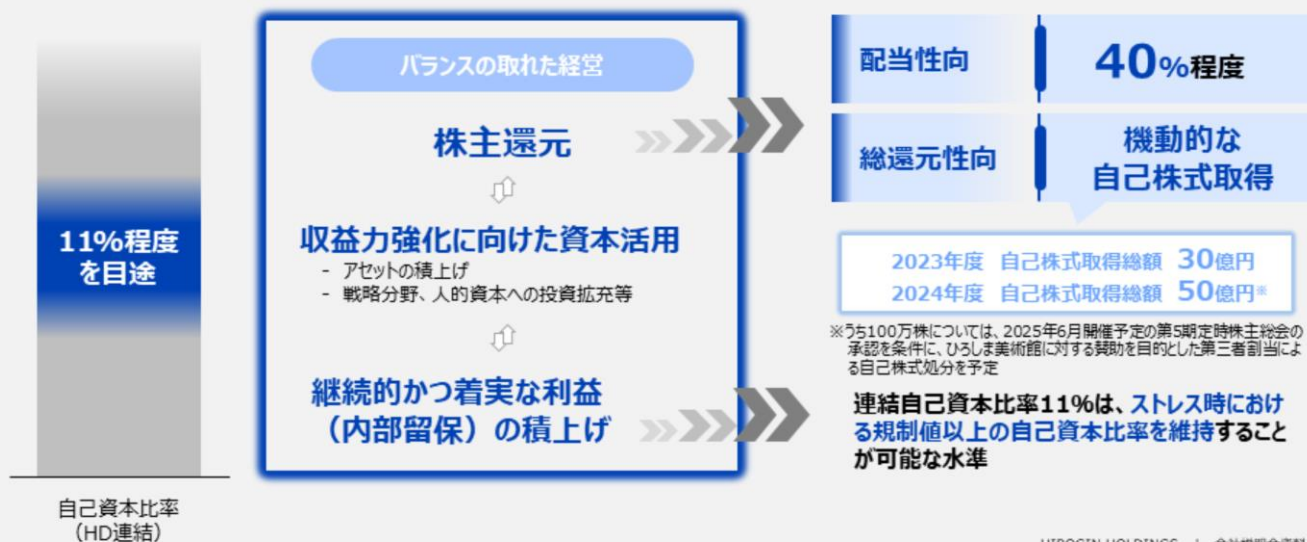 11%程度
を目途
自己資本比率
（HD連結）
バランスの取れた経営
株主還元
収益力強化に向けた資本活用
- アセットの積上げ
- 戦略分野、人的資本への投資拡充等
継続的かつ着実な利益
（内部留保）の積上げ
配当性向
40%程度
総還元性向
機動的な
自己株式取得
2023年度 自己株式取得総額 30億円
2024年度 自己株式取得総額 50億円※
※うち100万株については、2025年6月開催予定の第5期定時株主総会の
承認を条件に、ひろしま美術館に対する賛助を目的とした第三者割当によ
る自己株式処分を予定
連結自己資本比率11%は、ストレス時におけ
る規制値以上の自己資本比率を維持すること
が可能な水準